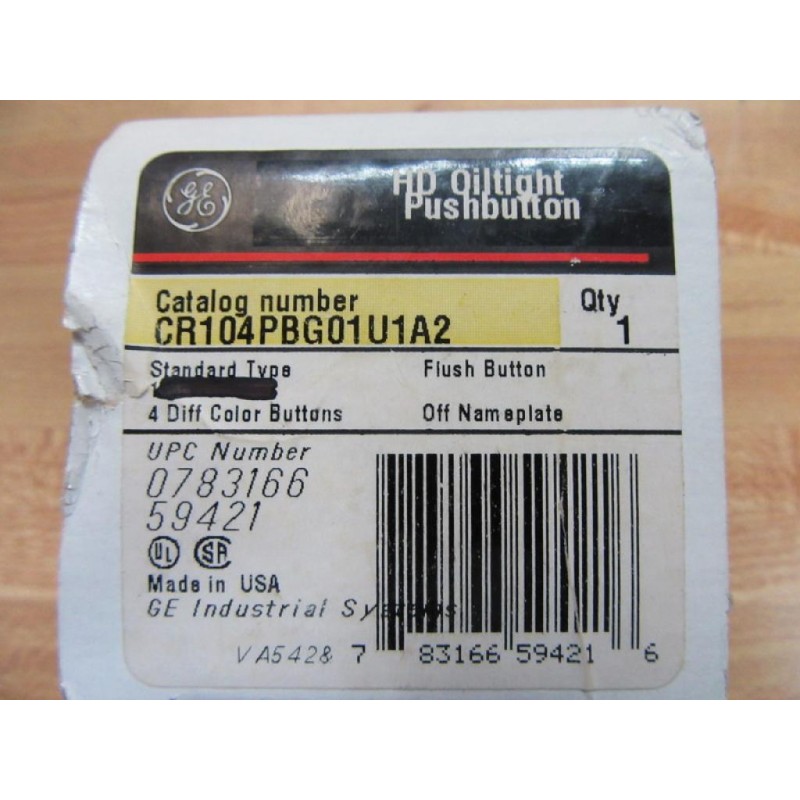 GE
HD Oiltight
Pushbutton
Catalog number
CR104PBG01U1A2
Qty
1
Standard Type
Flush Button
4 Diff Color Buttons
Off Nameplate
UPC Number
0783166
59421
UL SA
Made in USA
GE Industrial Systems
VA5428
7 83166 59421 6